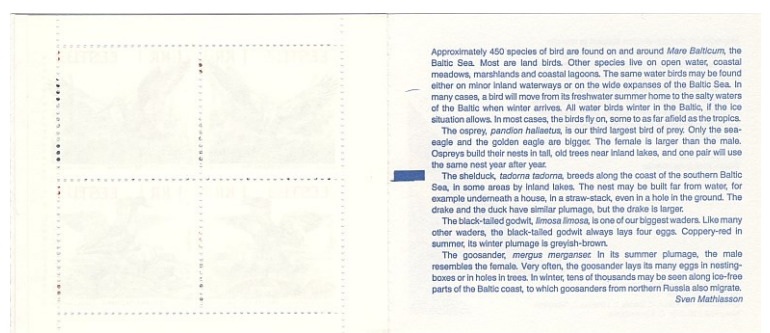 Approximately 450 species of bird are found on and around Mare Balticum, the
Baltic Sea. Most are land birds. Other species live on open water, coastal
meadows, marshlands and coastal lagoons. The same water birds may be found
either on minor inland waterways or on the wide expanses of the Baltic Sea. In
many cases, a bird will move from its freshwater summer home to the salty waters
of the Baltic when winter arrives. All water birds winter in the Baltic, if the ice
situation allows. In most cases, the birds fly on, some to as far afield as the tropics.
The osprey, pandion haliaetus, is our third largest bird of prey. Only the sea-
eagle and the golden eagle are bigger. The female is larger than the male.
Ospreys build their nests in tall, old trees near inland lakes, and one pair will use
the same nest year after year.
The shelduck, tadorna tadorna, breeds along the coast of the southern Baltic
Sea, in some areas by inland lakes. The nest may be built far from water, for
example underneath a house, in a straw-stack, even in a hole in the ground. The
drake and the duck have similar plumage, but the drake is larger.
The black-tailed godwit, limosa limosa, is one of our biggest waders. Like many
other waders, the black-tailed godwit always lays four eggs. Coppery-red in
summer, its winter plumage is greyish-brown.
The goosander, mergus merganser. In its summer plumage, the male
resembles the female. Very often, the goosander lays its many eggs in nesting-
boxes or in holes in trees. In winter, tens of thousands may be seen along ice-free
parts of the Baltic coast, to which goosanders from northern Russia also migrate.
Sven Mathiasson